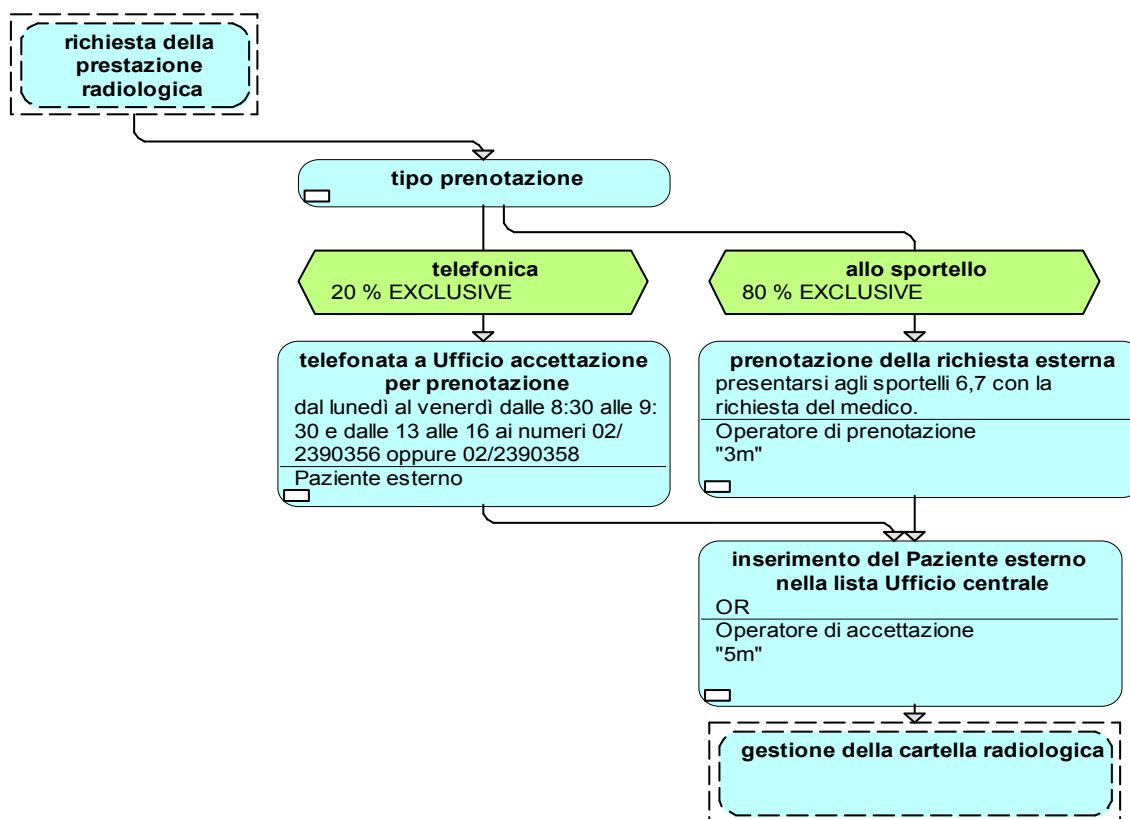 richiesta della
prestazione
radiologica
tipo prenotazione
telefonica
20 % EXCLUSIVE
allo sportello
80 % EXCLUSIVE
telefonata a Ufficio accettazione
per prenotazione
dal lunedì al venerdì dalle 8:30 alle 9:
30 e dalle 13 alle 16 ai numeri 02/
2390356 oppure 02/2390358
Paziente esterno
prenotazione della richiesta esterna
presentarsi agli sportelli 6,7 con la
richiesta del medico.
Operatore di prenotazione
"3m"
inserimento del Paziente esterno
nella lista Ufficio centrale
OR
Operatore di accettazione
"5m"
gestione della cartella radiologica